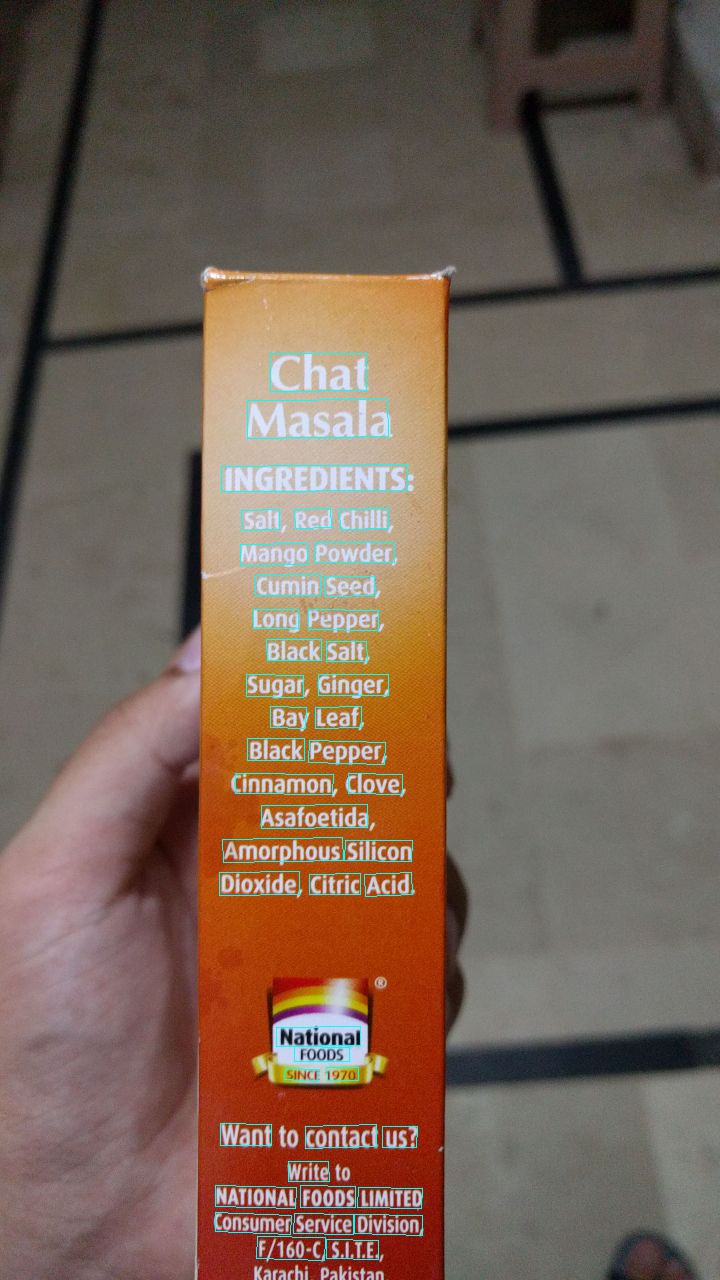 Chat
Masala
INGREDIENTS:
Salt, Red Chilli,
Mango Powder,
Cumin Seed,
Long Pepper,
Black Salt,
Sugar, Ginger,
Bay Leaf,
Black Pepper,
Cinnamon, Clove,
Asafoetida,
Amorphous Silicon
Dioxide, Citric Acid.
®
National
FOODS
SINCE 1970
Want to contact us?
Write to
NATIONAL FOODS LIMITED
Consumer Service Division,
F/160-C, S.I.T.E.,
Karachi, Pakistan